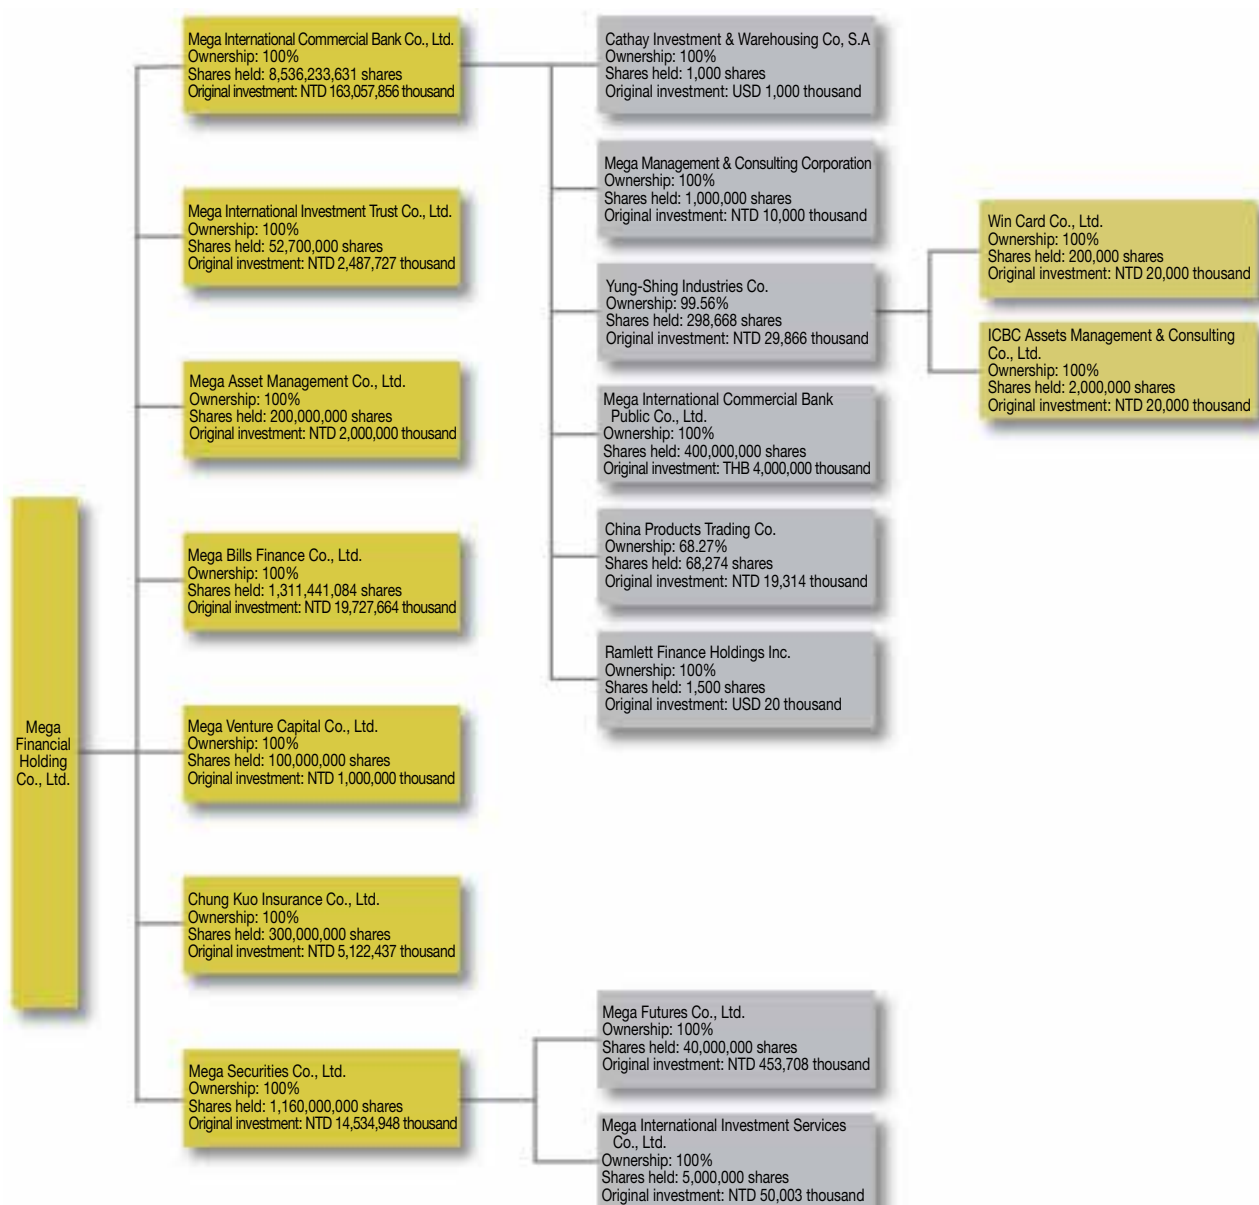 Mega
Financial
Holding
Co., Ltd.
Mega International Commercial Bank Co., Ltd.
Ownership: 100%
Shares held: 8,536,233,631 shares
Original investment: NTD 163,057,856 thousand
Mega International Investment Trust Co., Ltd.
Ownership: 100%
Shares held: 52,700,000 shares
Original investment: NTD 2,487,727 thousand
Mega Asset Management Co., Ltd.
Ownership: 100%
Shares held: 200,000,000 shares
Original investment: NTD 2,000,000 thousand
Mega Bills Finance Co., Ltd.
Ownership: 100%
Shares held: 1,311,441,084 shares
Original investment: NTD 19,727,664 thousand
Mega Venture Capital Co., Ltd.
Ownership: 100%
Shares held: 100,000,000 shares
Original investment: NTD 1,000,000 thousand
Chung Kuo Insurance Co., Ltd.
Ownership: 100%
Shares held: 300,000,000 shares
Original investment: NTD 5,122,437 thousand
Mega Securities Co., Ltd.
Ownership: 100%
Shares held: 1,160,000,000 shares
Original investment: NTD 14,534,948 thousand
Cathay Investment & Warehousing Co, S.A
Ownership: 100%
Shares held: 1,000 shares
Original investment: USD 1,000 thousand
Mega Management & Consulting Corporation
Ownership: 100%
Shares held: 1,000,000 shares
Original investment: NTD 10,000 thousand
Yung-Shing Industries Co.
Ownership: 99.56%
Shares held: 298,668 shares
Original investment: NTD 29,866 thousand
Mega International Commercial Bank
Public Co., Ltd.
Ownership: 100%
Shares held: 400,000,000 shares
Original investment: THB 4,000,000 thousand
China Products Trading Co.
Ownership: 68.27%
Shares held: 68,274 shares
Original investment: NTD 19,314 thousand
Ramlett Finance Holdings Inc.
Ownership: 100%
Shares held: 1,500 shares
Original investment: USD 20 thousand
Mega Futures Co., Ltd.
Ownership: 100%
Shares held: 40,000,000 shares
Original investment: NTD 453,708 thousand
Mega International Investment Services
Co., Ltd.
Ownership: 100%
Shares held: 5,000,000 shares
Original investment: NTD 50,003 thousand
Win Card Co., Ltd.
Ownership: 100%
Shares held: 200,000 shares
Original investment: NTD 20,000 thousand
ICBC Assets Management & Consulting
Co., Ltd.
Ownership: 100%
Shares held: 2,000,000 shares
Original investment: NTD 20,000 thousand